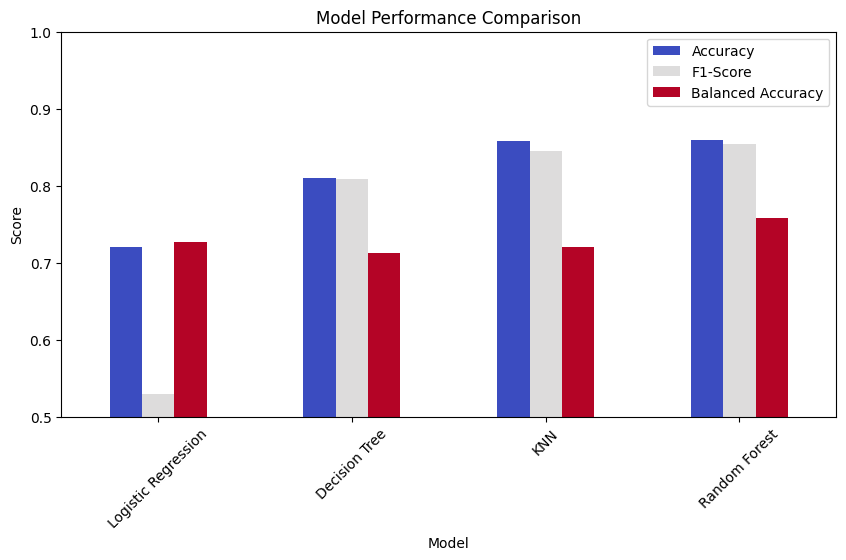 Model Performance Comparison
Accuracy
F1-Score
Balanced Accuracy
1.0
0.9
0.8
0.7
0.6
0.5
Score
Logistic Regression
Decision Tree
KNN
Random Forest
Model